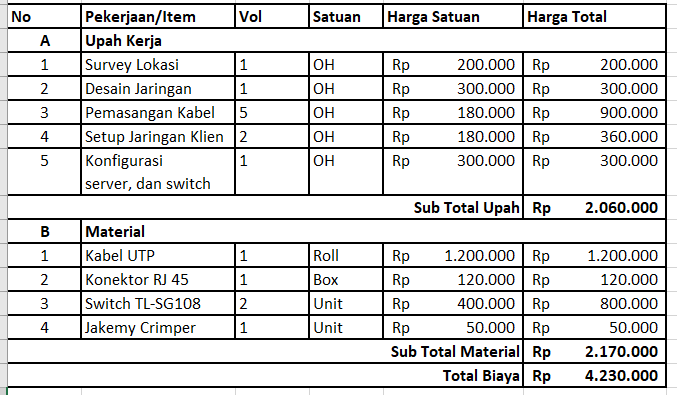 No Pekerjaan/Item Vol Satuan Harga Satuan Harga Total
A Upah Kerja
1 Survey Lokasi 1 OH Rp 200.000 Rp 200.000
2 Desain Jaringan 1 OH Rp 300.000 Rp 300.000
3 Pemasangan Kabel 5 OH Rp 180.000 Rp 900.000
4 Setup Jaringan Klien 2 OH Rp 180.000 Rp 360.000
5 Konfigurasi 1 OH Rp 300.000 Rp 300.000
server, dan switch
Sub Total Upah Rp 2.060.000
B Material
1 Kabel UTP 1 Roll Rp 1.200.000 Rp 1.200.000
2 Konektor RJ 45 1 Box Rp 120.000 Rp 120.000
3 Switch TL-SG108 2 Unit Rp 400.000 Rp 800.000
4 Jakemy Crimper 1 Unit Rp 50.000 Rp 50.000
Sub Total Material Rp 2.170.000
Total Biaya Rp 4.230.000